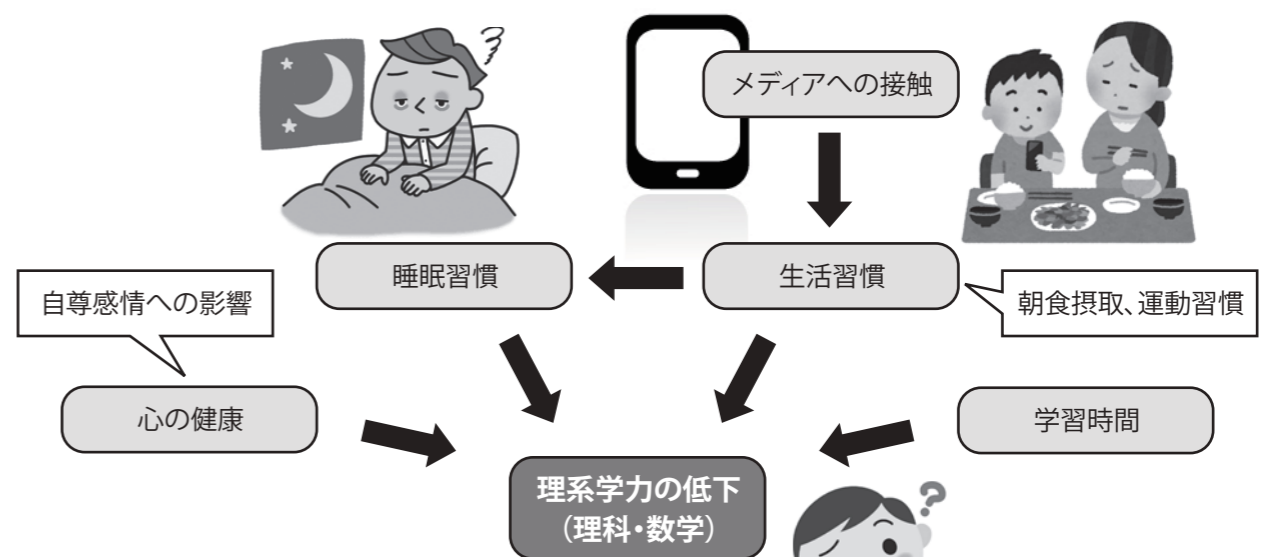 メディアへの接触
睡眠習慣
生活習慣
自尊感情への影響
朝食摂取、運動習慣
心の健康
学習時間
理系学力の低下
（理科・数学）
?